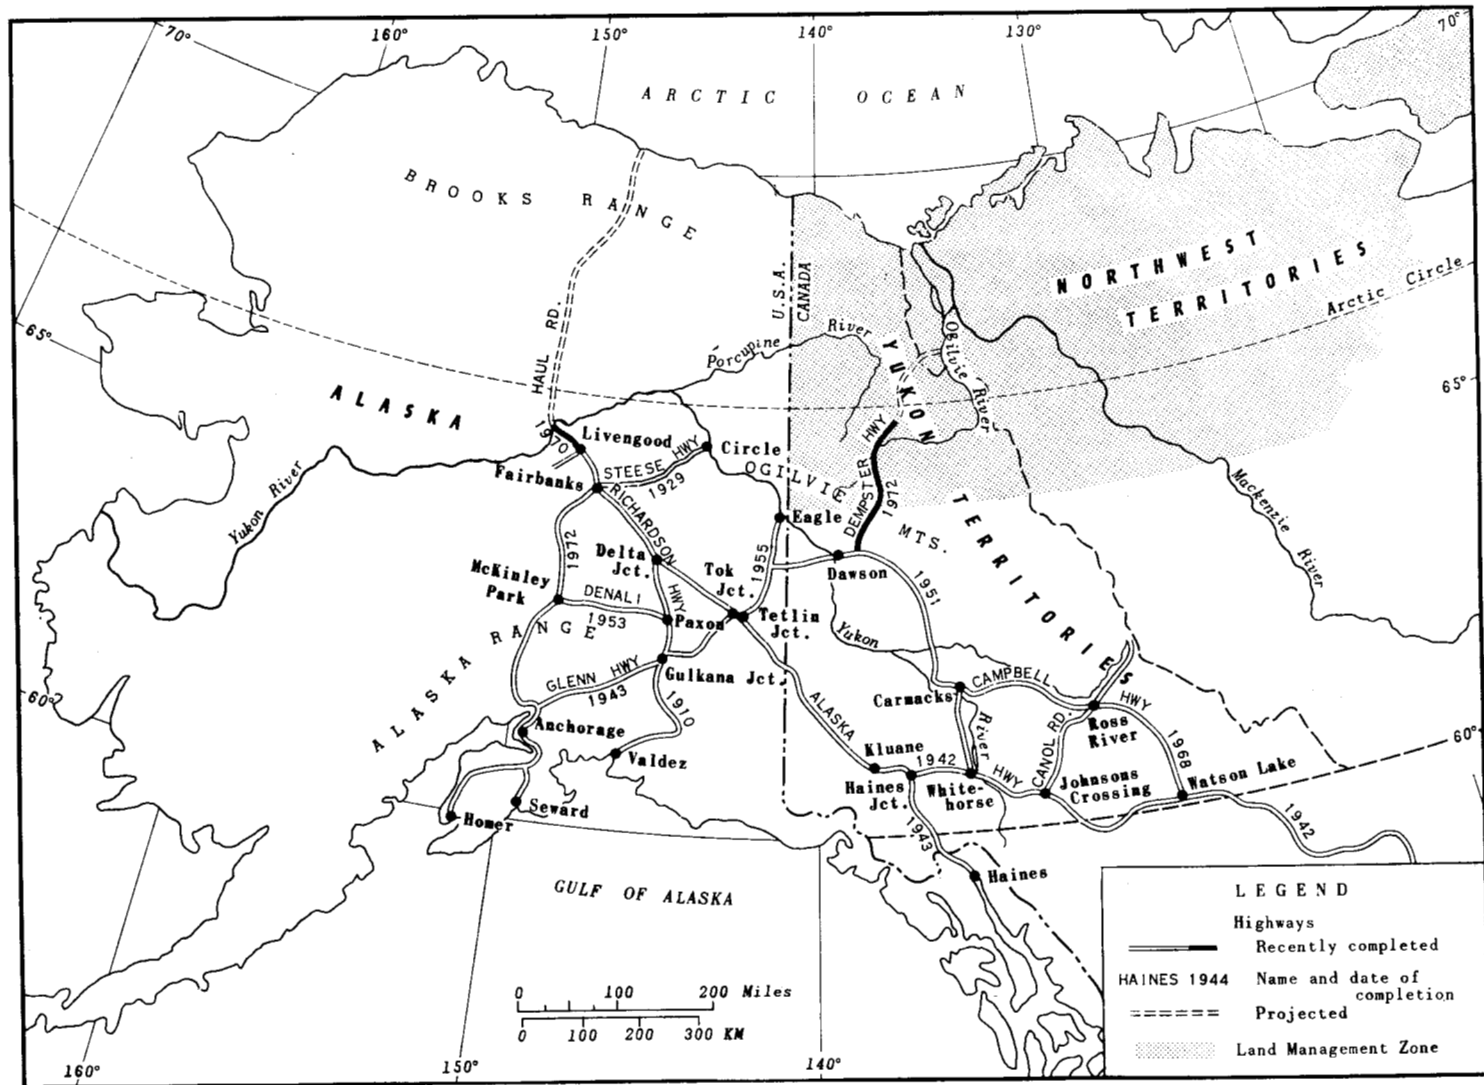 70°
160°
150°
140°
130°
70°
ARCTIC OCEAN
BROOKS RANGE
NORTHWEST
TERRITORIES
Arctic Circle
U.S.A.
CANADA
HAUL RD.
65°
Porcupine River
YUKON
Ogilvie River
65°
ALASKA
1970
Livengood
STEESE HWY
1929
Circle
Fairbanks
OGILVIE
MTS.
DEMPSTER HWY
1972
Yukon River
RICHARDSON
HWY
Eagle
TERRITORIES
Mackenzie River
1972
Delta
Jct.
Tok
Jct.
1955
Dawson
1951
McKinley
Park
DENALI
1953
Paxon
Tetlin
Jct.
Yukon
River
ALASKA RANGE
GLENN HWY
1943
Gulkana Jct.
1910
ALASKA
HWY
Carmacks
CAMPBELL
HWY
60°
Anchorage
Valdez
Kluane
1942
CANOL RD.
Ross
River
1968
60°
Haines
Jct.
White-
horse
Johnsons
Crossing
Watson Lake
Homer
Seward
1943
1942
Haines
GULF OF ALASKA
LEGEND
Highways
Recently completed
HAINES 1944 Name and date of
completion
Projected
Land Management Zone
0 100 200 Miles
0 100 200 300 KM
160°
150°
140°